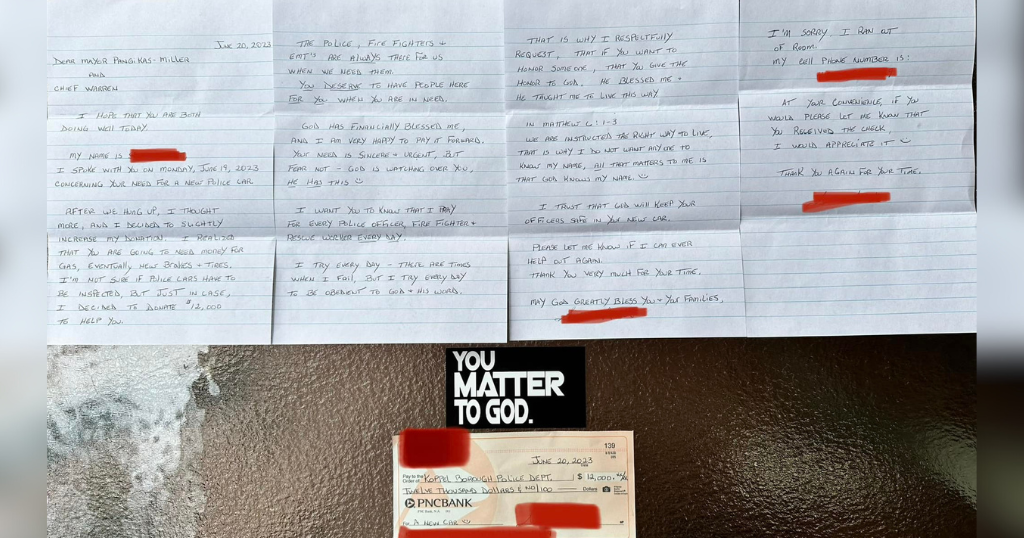 JUNE 20, 2023
DEAR MAYOR PANGIKAS-MILLER
AND
CHIEF WARREN
I HOPE THAT YOU ARE BOTH
DOING WELL TODAY.
MY NAME IS
I SPOKE WITH YOU ON MONDAY, JUNE 19, 2023
CONCERNING YOUR NEED FOR A NEW POLICE CAR
AFTER WE HUNG UP, I THOUGHT
MORE, AND I DECIDED TO SLIGHTLY
INCREASE MY DONATION. I REALIZED
THAT YOU ARE GOING TO NEED MONEY FOR
GAS, EVENTUALLY NEW BRAKES + TIRES.
I'M NOT SURE IF POLICE CARS HAVE TO
BE INSPECTED, BUT JUST IN CASE,
I DECIDED TO DONATE $12,000
TO HELP YOU.
THE POLICE, FIRE FIGHTERS +
EMT'S ARE ALWAYS THERE FOR US
WHEN WE NEED THEM.
YOU DESERVE TO HAVE PEOPLE HERE
FOR YOU WHEN YOU ARE IN NEED.
GOD HAS FINANCIALLY BLESSED ME,
AND I AM VERY HAPPY TO PAY IT FORWARD.
YOUR NEED IS SINCERE + URGENT, BUT
FEAR NOT - GOD IS WATCHING OVER YOU,
HE HAS THIS
I WANT YOU TO KNOW THAT I PRAY
FOR EVERY POLICE OFFICER, FIRE FIGHTER +
RESCUE WORKER EVERY DAY.
I TRY EVERY DAY - THERE ARE TIMES
WHEN I FAIL, BUT I TRY EVERY DAY
TO BE OBEDIENT TO GOD + HIS WORD.
THAT IS WHY I RESPECTFULLY
REQUEST, THAT IF YOU WANT TO
HONOR SOMEONE, THAT YOU GIVE THE
HONOR TO GOD. HE BLESSED ME +
HE TAUGHT ME TO LIVE THIS WAY.
IN MATTHEW 6:1-3
WE ARE INSTRUCTED THE RIGHT WAY TO LIVE,
THAT IS WHY I DO NOT WANT ANYONE TO
KNOW MY NAME, ALL THAT MATTERS TO ME IS
THAT GOD KNOWS MY NAME.
I TRUST THAT GOD WILL KEEP YOUR
OFFICERS SAFE IN YOUR NEW CAR.
PLEASE LET ME KNOW IF I CAN EVER
HELP OUT AGAIN.
THANK YOU VERY MUCH FOR YOUR TIME.
MAY GOD GREATLY BLESS YOU + YOUR FAMILIES,
I'M SORRY, I RAN OUT
OF ROOM.
MY CELL PHONE NUMBER IS:
AT YOUR CONVENIENCE, IF YOU
WOULD PLEASE LET ME KNOW THAT
YOU RECEIVED THE CHECK,
I WOULD APPRECIATE IT
THANK YOU AGAIN FOR YOUR TIME.
YOU
MATTER
TO GOD.
139
JUNE 20, 2023
Pay to the
Order of KOPPEL BOROUGH POLICE DEPT. $ 12,000.
TWELVE THOUSAND DOLLARS & NO/100 Dollars
PNCBANK
For A NEW CAR